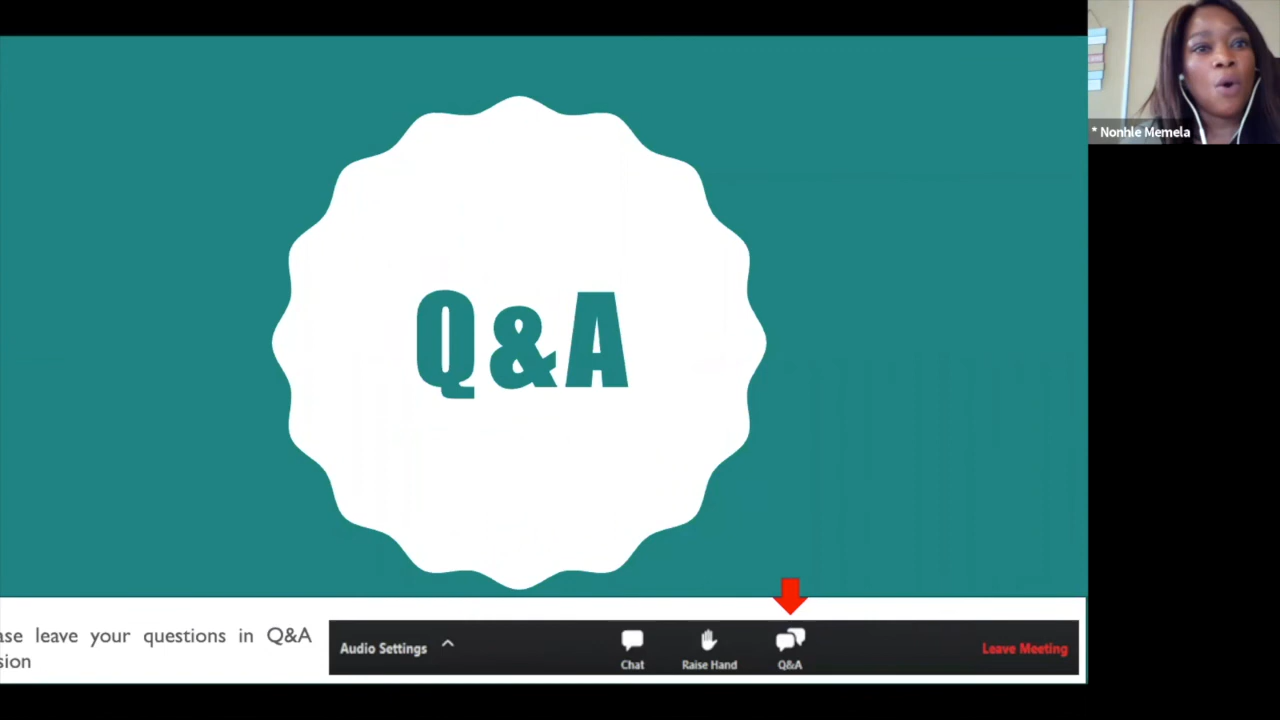 * Nonhle Memela
Q&A
ase leave your questions in Q&A
sion
Audio Settings
Chat
Raise Hand
Q&A
Leave Meeting